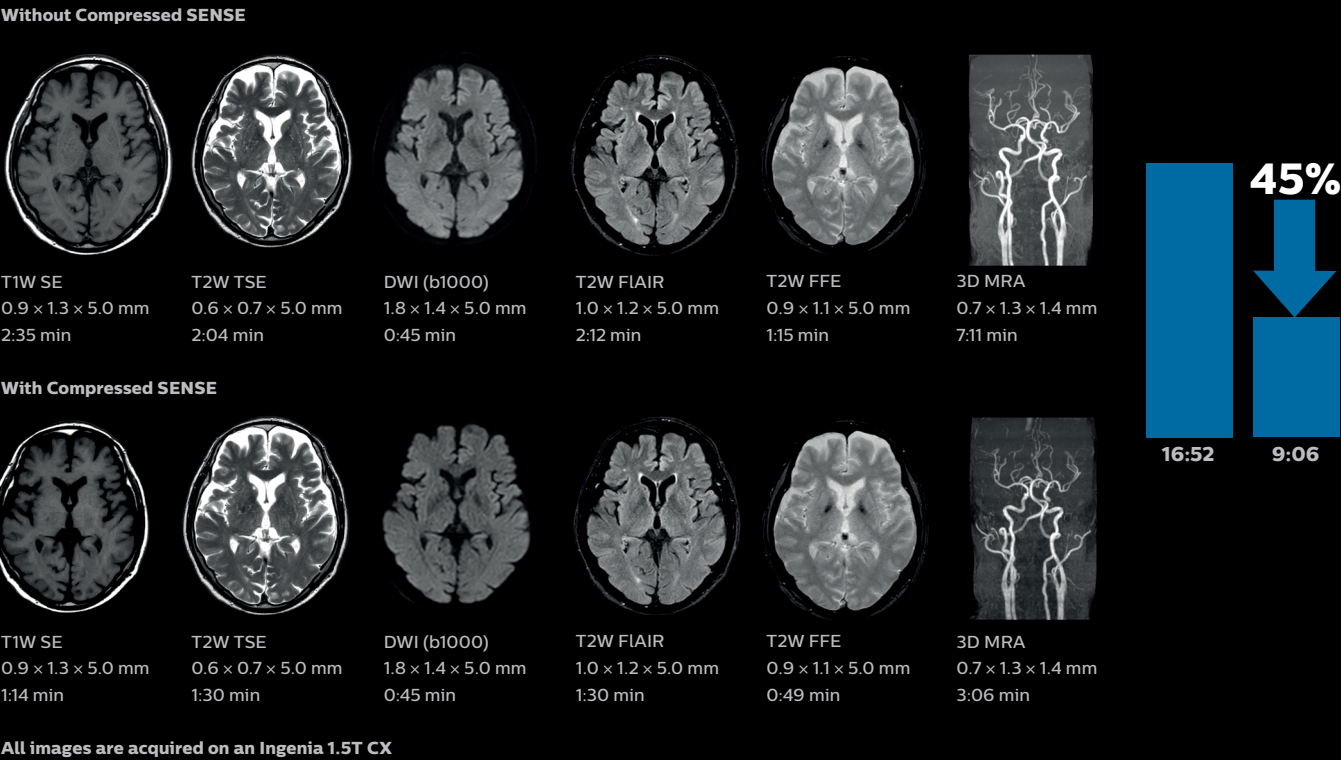 Without Compressed SENSE
T1W SE
0.9 × 1.3 × 5.0 mm
2:35 min
T2W TSE
0.6 × 0.7 × 5.0 mm
2:04 min
DWI (b1000)
1.8 × 1.4 × 5.0 mm
0:45 min
T2W FlAIR
1.0 × 1.2 × 5.0 mm
2:12 min
T2W FFE
0.9 × 1.1 × 5.0 mm
1:15 min
3D MRA
0.7 × 1.3 × 1.4 mm
7:11 min
With Compressed SENSE
T1W SE
0.9 × 1.3 × 5.0 mm
1:14 min
T2W TSE
0.6 × 0.7 × 5.0 mm
1:30 min
DWI (b1000)
1.8 × 1.4 × 5.0 mm
0:45 min
T2W FlAIR
1.0 × 1.2 × 5.0 mm
1:30 min
T2W FFE
0.9 × 1.1 × 5.0 mm
0:49 min
3D MRA
0.7 × 1.3 × 1.4 mm
3:06 min
45%
16:52
9:06
All images are acquired on an Ingenia 1.5T CX